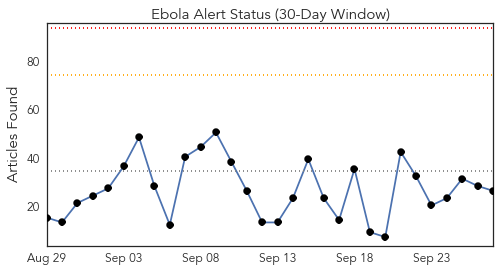 Ebola Alert Status (30-Day Window)
Articles Found
80
60
40
20
Aug 29
Sep 03
Sep 08
Sep 13
Sep 18
Sep 23